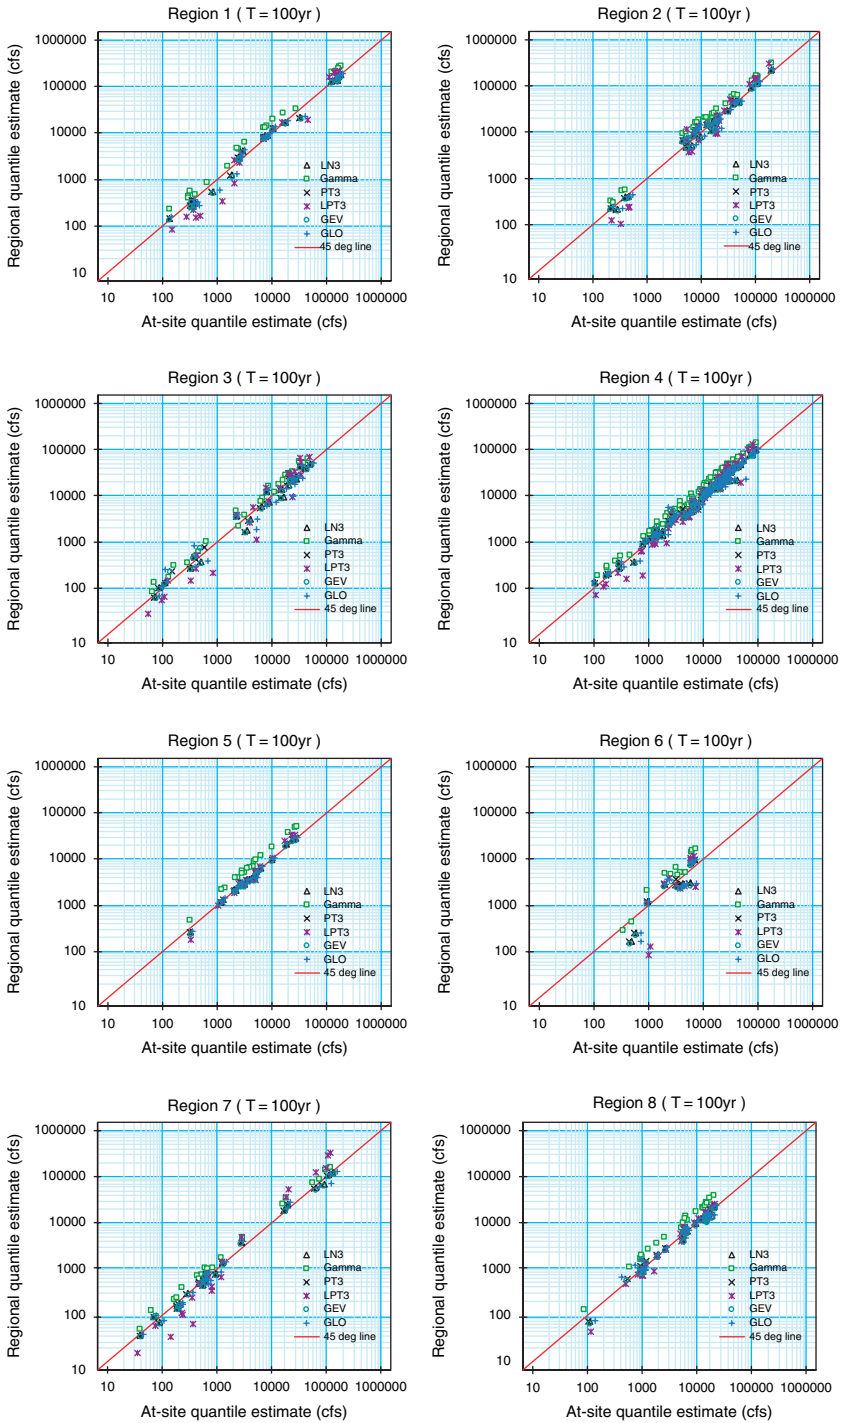 Region 1 ( T = 100yr )
Regional quantile estimate (cfs)
1000000
100000
10000
1000
100
10
LN3
Gamma
PT3
LPT3
GEV
GLO
45 deg line
10 100 1000 10000 100000 1000000
At-site quantile estimate (cfs)
Region 2 ( T = 100yr )
Regional quantile estimate (cfs)
1000000
100000
10000
1000
100
10
LN3
Gamma
PT3
LPT3
GEV
GLO
45 deg line
10 100 1000 10000 100000 1000000
At-site quantile estimate (cfs)
Region 3 ( T = 100yr )
Regional quantile estimate (cfs)
1000000
100000
10000
1000
100
10
LN3
Gamma
PT3
LPT3
GEV
GLO
45 deg line
10 100 1000 10000 100000 1000000
At-site quantile estimate (cfs)
Region 4 ( T = 100yr )
Regional quantile estimate (cfs)
1000000
100000
10000
1000
100
10
LN3
Gamma
PT3
LPT3
GEV
GLO
45 deg line
10 100 1000 10000 100000 1000000
At-site quantile estimate (cfs)
Region 5 ( T = 100yr )
Regional quantile estimate (cfs)
1000000
100000
10000
1000
100
10
LN3
Gamma
PT3
LPT3
GEV
GLO
45 deg line
10 100 1000 10000 100000 1000000
At-site quantile estimate (cfs)
Region 6 ( T = 100yr )
Regional quantile estimate (cfs)
1000000
100000
10000
1000
100
10
LN3
Gamma
PT3
LPT3
GEV
GLO
45 deg line
10 100 1000 10000 100000 1000000
At-site quantile estimate (cfs)
Region 7 ( T = 100yr )
Regional quantile estimate (cfs)
1000000
100000
10000
1000
100
10
LN3
Gamma
PT3
LPT3
GEV
GLO
45 deg line
10 100 1000 10000 100000 1000000
At-site quantile estimate (cfs)
Region 8 ( T = 100yr )
Regional quantile estimate (cfs)
1000000
100000
10000
1000
100
10
LN3
Gamma
PT3
LPT3
GEV
GLO
45 deg line
10 100 1000 10000 100000 1000000
At-site quantile estimate (cfs)